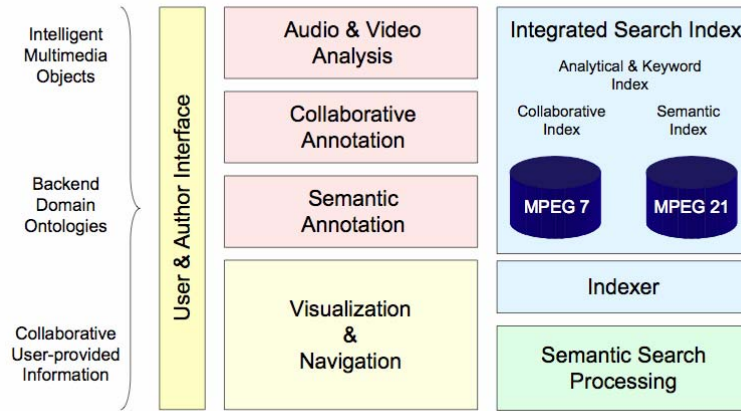 Intelligent
Multimedia
Objects
Backend
Domain
Ontologies
Collaborative
User-provided
Information
User & Author Interface
Audio & Video
Analysis
Collaborative
Annotation
Semantic
Annotation
Visualization
&
Navigation
Integrated Search Index
Analytical & Keyword
Index
Collaborative
Index
Semantic
Index
MPEG 7
MPEG 21
Indexer
Semantic Search
Processing